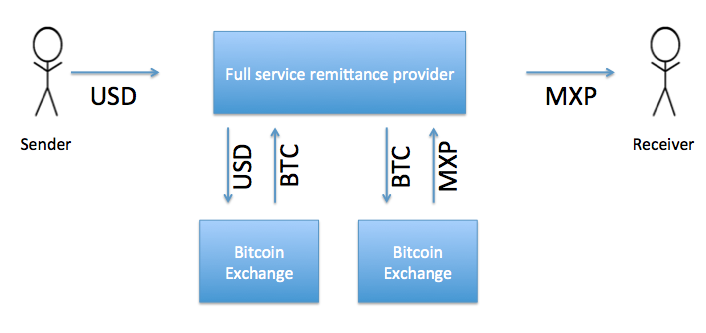 Full service remittance provider
USD
MXP
Sender
Receiver
USD
BTC
BTC
MXP
Bitcoin
Exchange
Bitcoin
Exchange